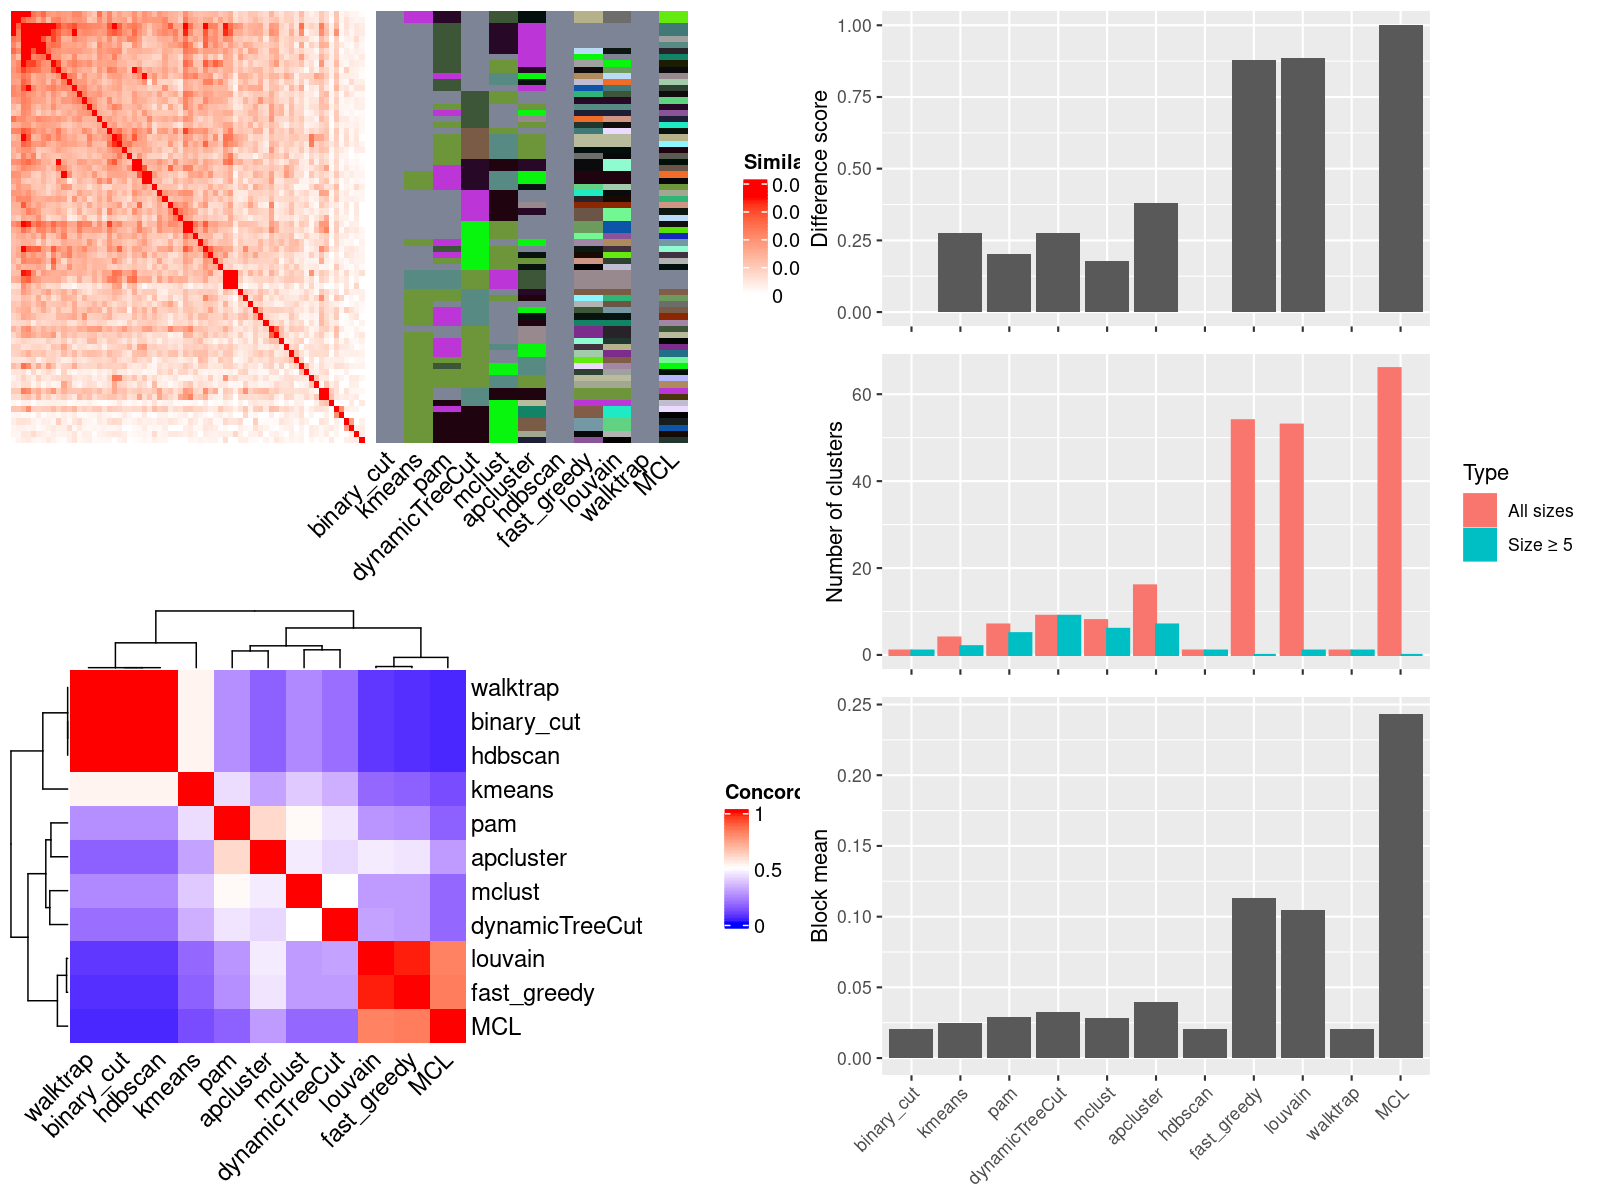 Simila
0.0
0.0
0.0
0.0
0
binary_cut
kmeans
pam
dynamicTreeCut
mclust
apcluster
hdbscan
fast_greedy
louvain
walktrap
MCL
walktrap
binary_cut
hdbscan
kmeans
pam
apcluster
mclust
dynamicTreeCut
louvain
fast_greedy
MCL
walktrap
binary_cut
hdbscan
kmeans
pam
apcluster
mclust
dynamicTreeCut
louvain
fast_greedy
MCL
Concord
1
0.5
0
Difference score
1.00
0.75
0.50
0.25
0.00
Number of clusters
60
40
20
0
Type
All sizes
Size ≥ 5
Block mean
0.25
0.20
0.15
0.10
0.05
0.00
binary_cut
kmeans
pam
dynamicTreeCut
mclust
apcluster
hdbscan
fast_greedy
louvain
walktrap
MCL